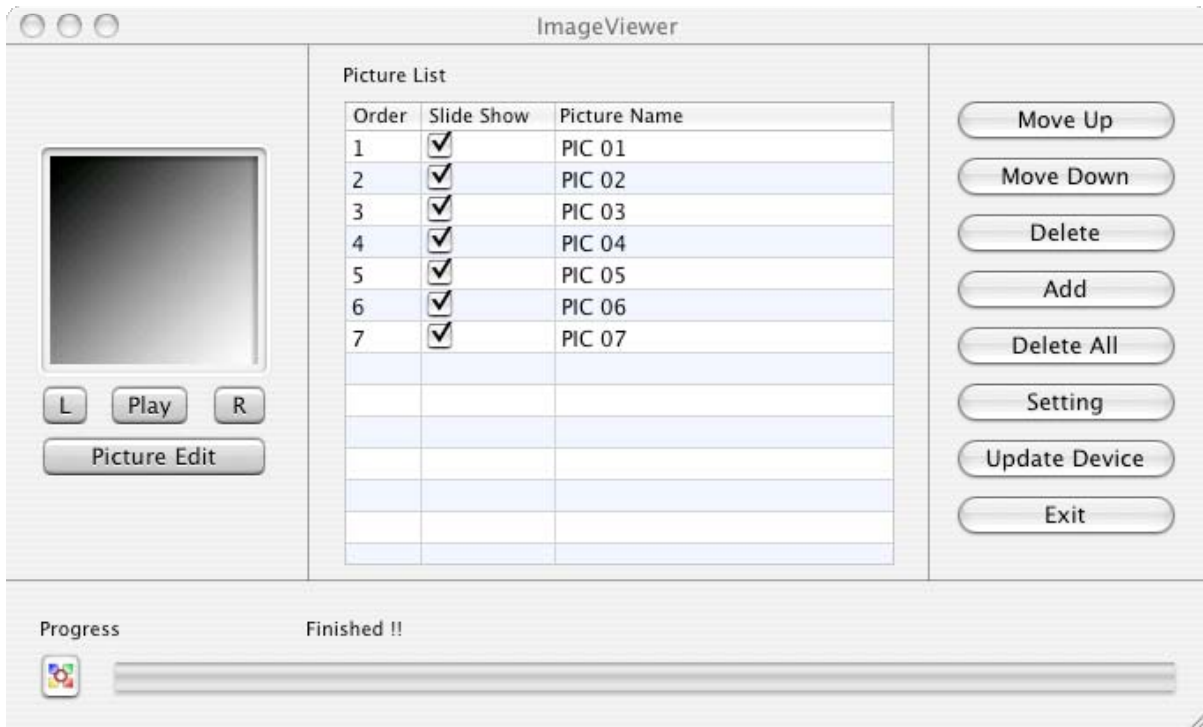 ImageViewer
Picture List
Order Slide Show Picture Name
1 PIC 01
2 PIC 02
3 PIC 03
4 PIC 04
5 PIC 05
6 PIC 06
7 PIC 07
L Play R
Picture Edit
Move Up
Move Down
Delete
Add
Delete All
Setting
Update Device
Exit
Progress Finished !!